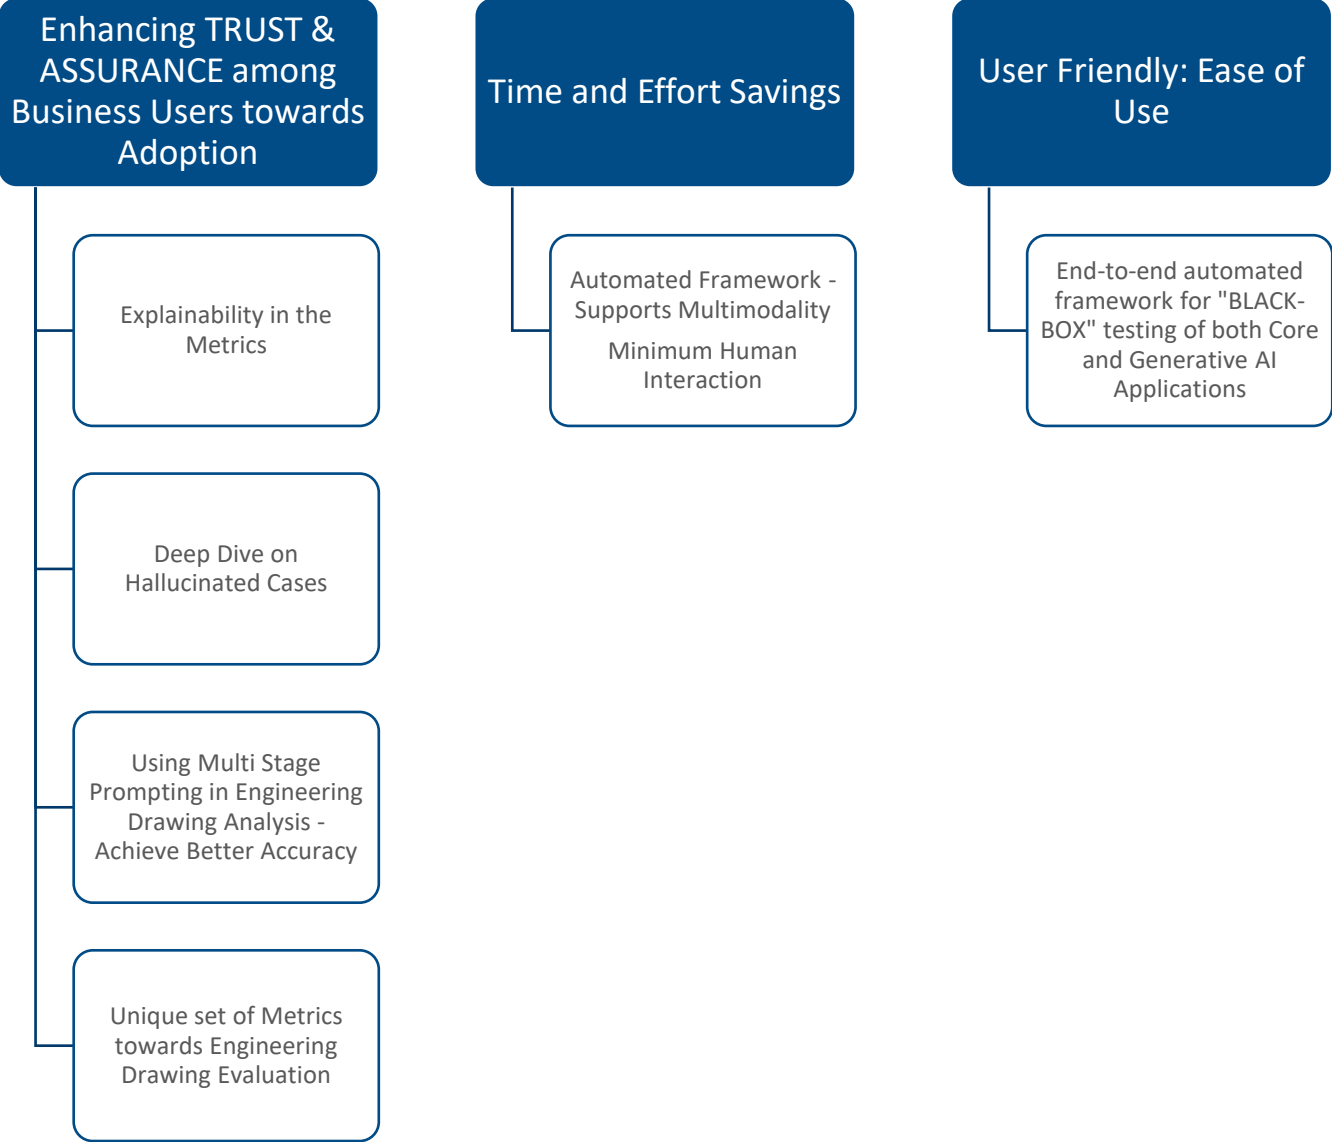 Enhancing TRUST &
ASSURANCE among
Business Users towards
Adoption
Explainability in the
Metrics
Deep Dive on
Hallucinated Cases
Using Multi Stage
Prompting in Engineering
Drawing Analysis -
Achieve Better Accuracy
Unique set of Metrics
towards Engineering
Drawing Evaluation
Time and Effort Savings
Automated Framework -
Supports Multimodality
Minimum Human
Interaction
User Friendly: Ease of
Use
End-to-end automated
framework for "BLACK-
BOX" testing of both Core
and Generative AI
Applications